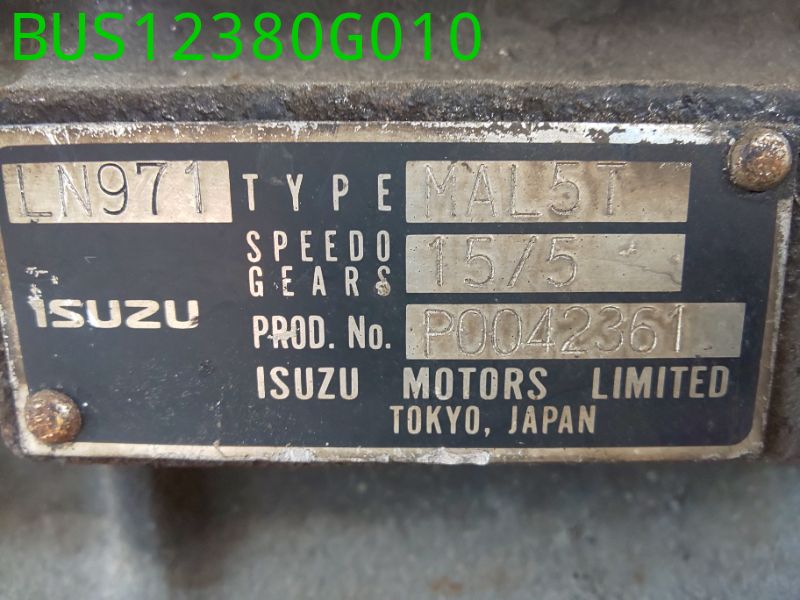 BUS12380G010
LN971 TYPE MAL5T
SPEEDO GEARS 15/5
ISUZU PROD. No. P0042361
ISUZU MOTORS LIMITED
TOKYO, JAPAN